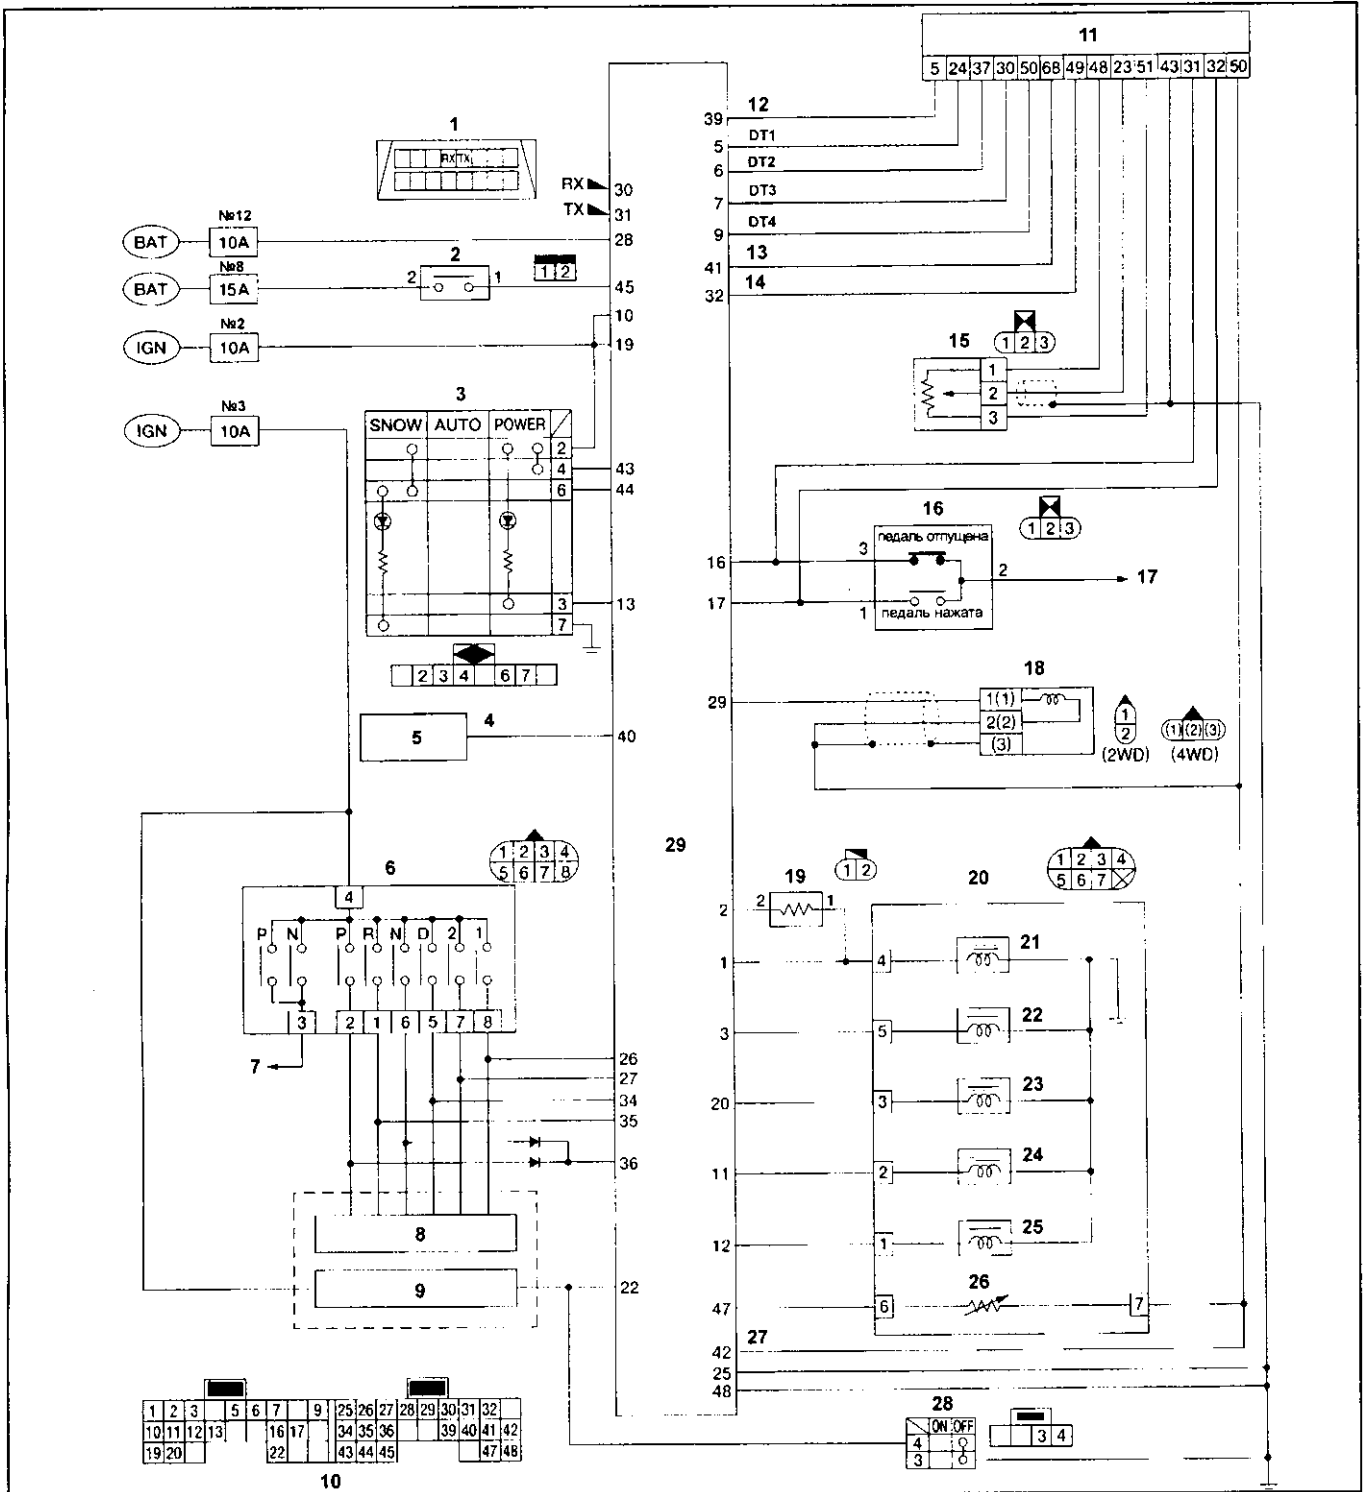 11
5 24 37 30 50 68 49 48 23 51 43 31 32 50
12
39
1
DT1
5
RX TX
DT2
6
RX
30
DT3
7
TX
31
№12
DT4
9
BAT
10A
28
13
41
№8
2
14
32
BAT
15A
2
1
1 2
45
10
№2
IGN
10A
19
15
1 2 3
1
2
3
№3
IGN
10A
3
SNOW AUTO POWER
2
4
43
6
44
3
13
7
2 3 4 6 7
16
1 2 3
педаль отпущена
16
3
2
17
17
1
педаль нажата
4
5
40
18
29
1(1)
2(2)
(3)
1
2
(2WD)
(1) (2) (3)
(4WD)
29
6
1 2 3 4
5 6 7 8
4
P N P R N D 2 1
3 2 1 6 5 7 8
7
26
27
34
35
36
8
9
22
19
1 2
20
1 2 3 4
5 6 7
2
2
1
1
4
21
3
5
22
20
3
23
11
2
24
12
1
25
47
6
26
7
27
42
25
48
28
ON OFF
4
3
3 4
1 2 3 5 6 7 9 25 26 27 28 29 30 31 32
10 11 12 13 16 17 34 35 36 39 40 41 42
19 20 22 43 44 45 47 48
10